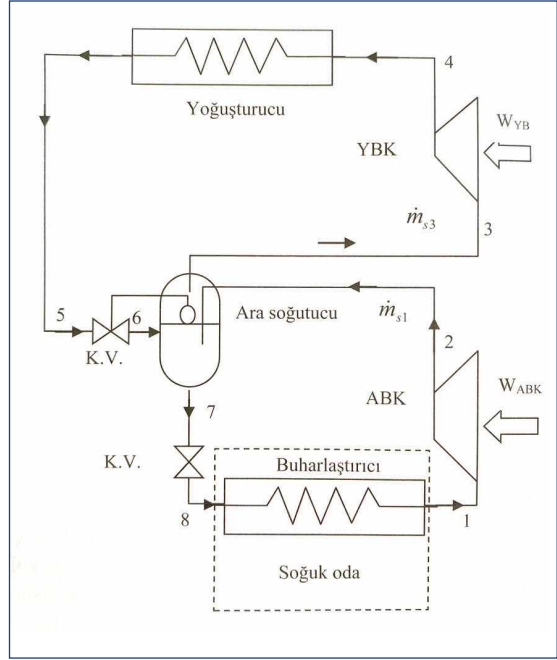 4
Yoğuşturucu
W_YB
YBK
ṁ_s3
3
5
6
Ara soğutucu
ṁ_s1
2
K.V.
7
ABK
W_ABK
K.V.
Buharlaştırıcı
8
1
Soğuk oda